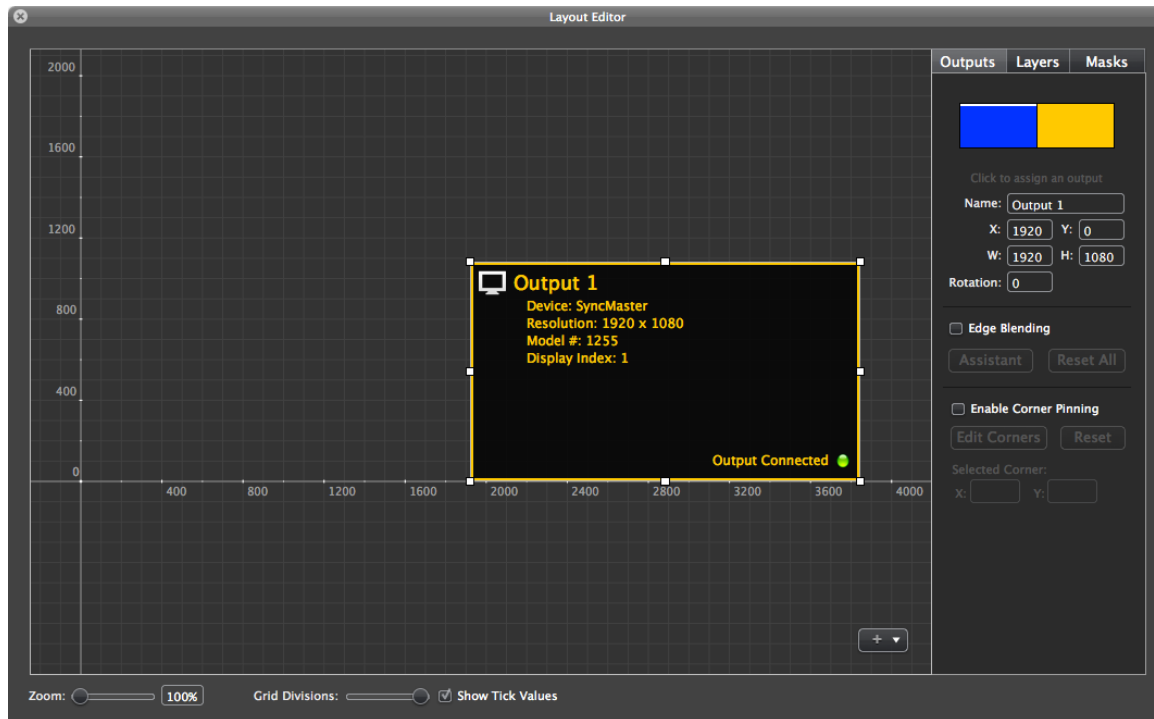 Layout Editor
2000
1600
1200
800
400
0
400 800 1200 1600 2000 2400 2800 3200 3600 4000
Output 1
Device: SyncMaster
Resolution: 1920 x 1080
Model #: 1255
Display Index: 1
Output Connected
+
Outputs Layers Masks
Click to assign an output
Name: Output 1
X: 1920 Y: 0
W: 1920 H: 1080
Rotation: 0
Edge Blending
Assistant Reset All
Enable Corner Pinning
Edit Corners Reset
Selected Corner:
X: Y:
Zoom: 100% Grid Divisions: Show Tick Values